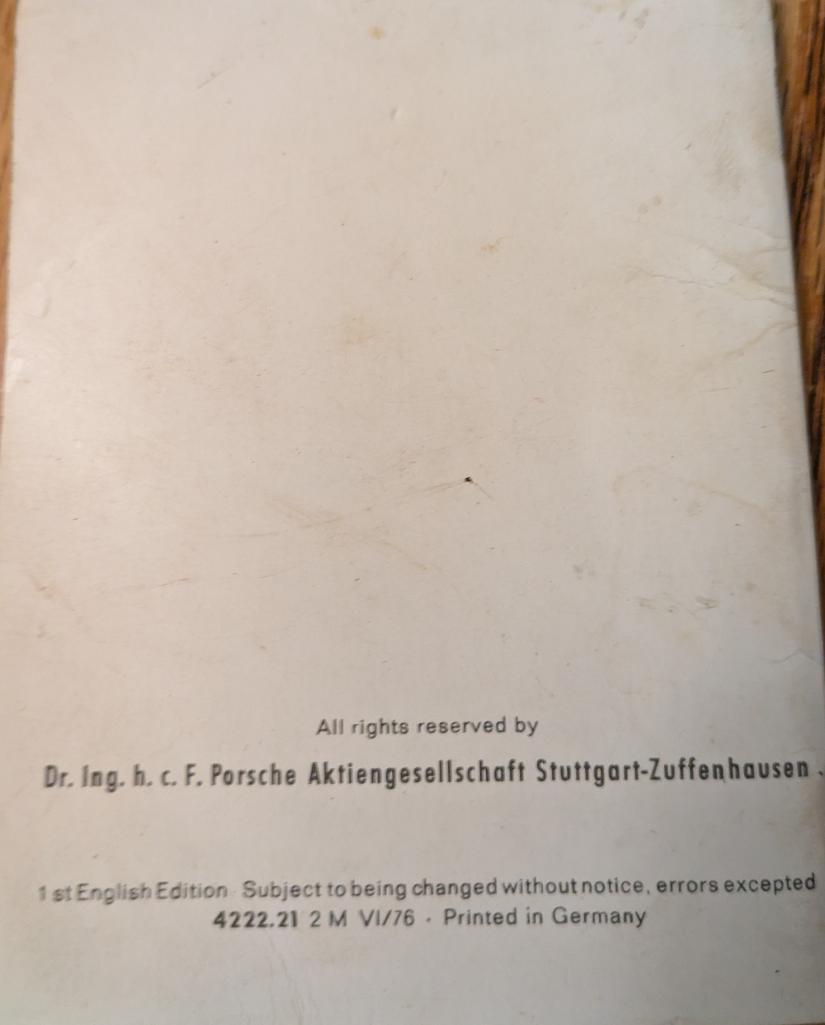 All rights reserved by
Dr. Ing. h. c. F. Porsche Aktiengesellschaft Stuttgart-Zuffenhausen
1 st English Edition · Subject to being changed without notice, errors excepted
4222.21 2 M VI/76 · Printed in Germany